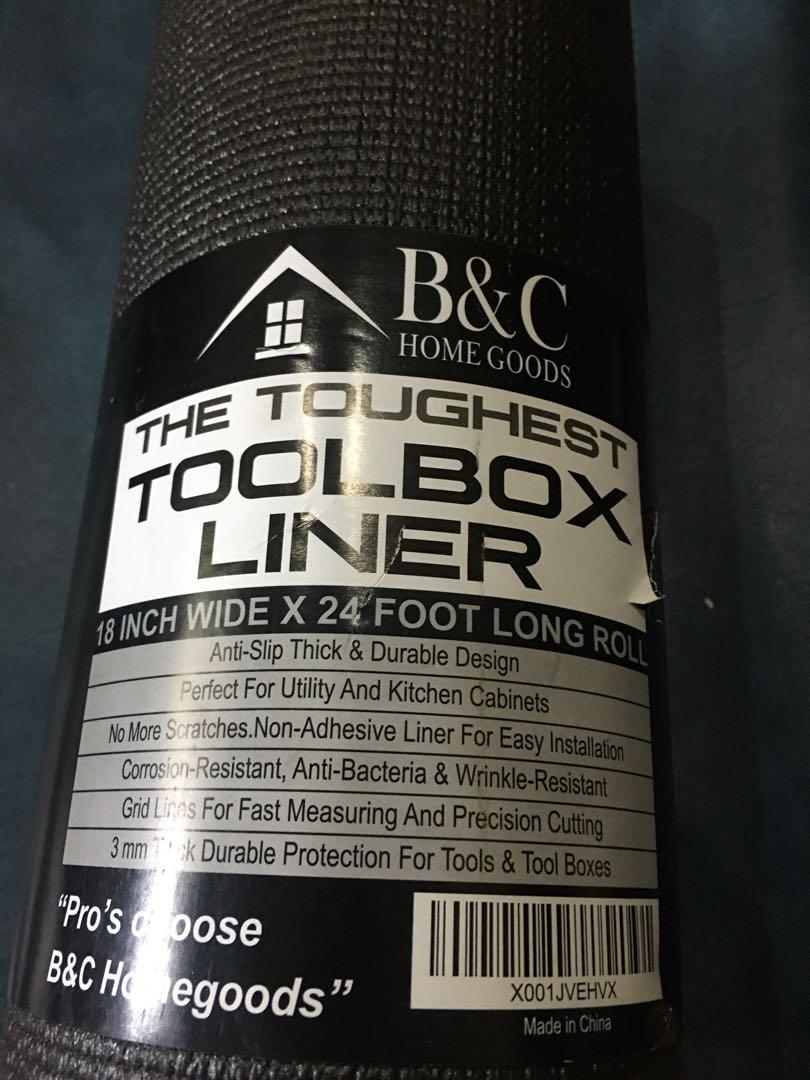 B&C
HOME GOODS
THE TOUGHEST
TOOLBOX
LINER
18 INCH WIDE X 24 FOOT LONG ROLL
Anti-Slip Thick & Durable Design
Perfect For Utility And Kitchen Cabinets
No More Scratches.Non-Adhesive Liner For Easy Installation
Corrosion-Resistant, Anti-Bacteria & Wrinkle-Resistant
Grid Lines For Fast Measuring And Precision Cutting
3 mm Thick Durable Protection For Tools & Tool Boxes
“Pro's choose
B&C Homegoods”
X001JVEHVX
Made in China